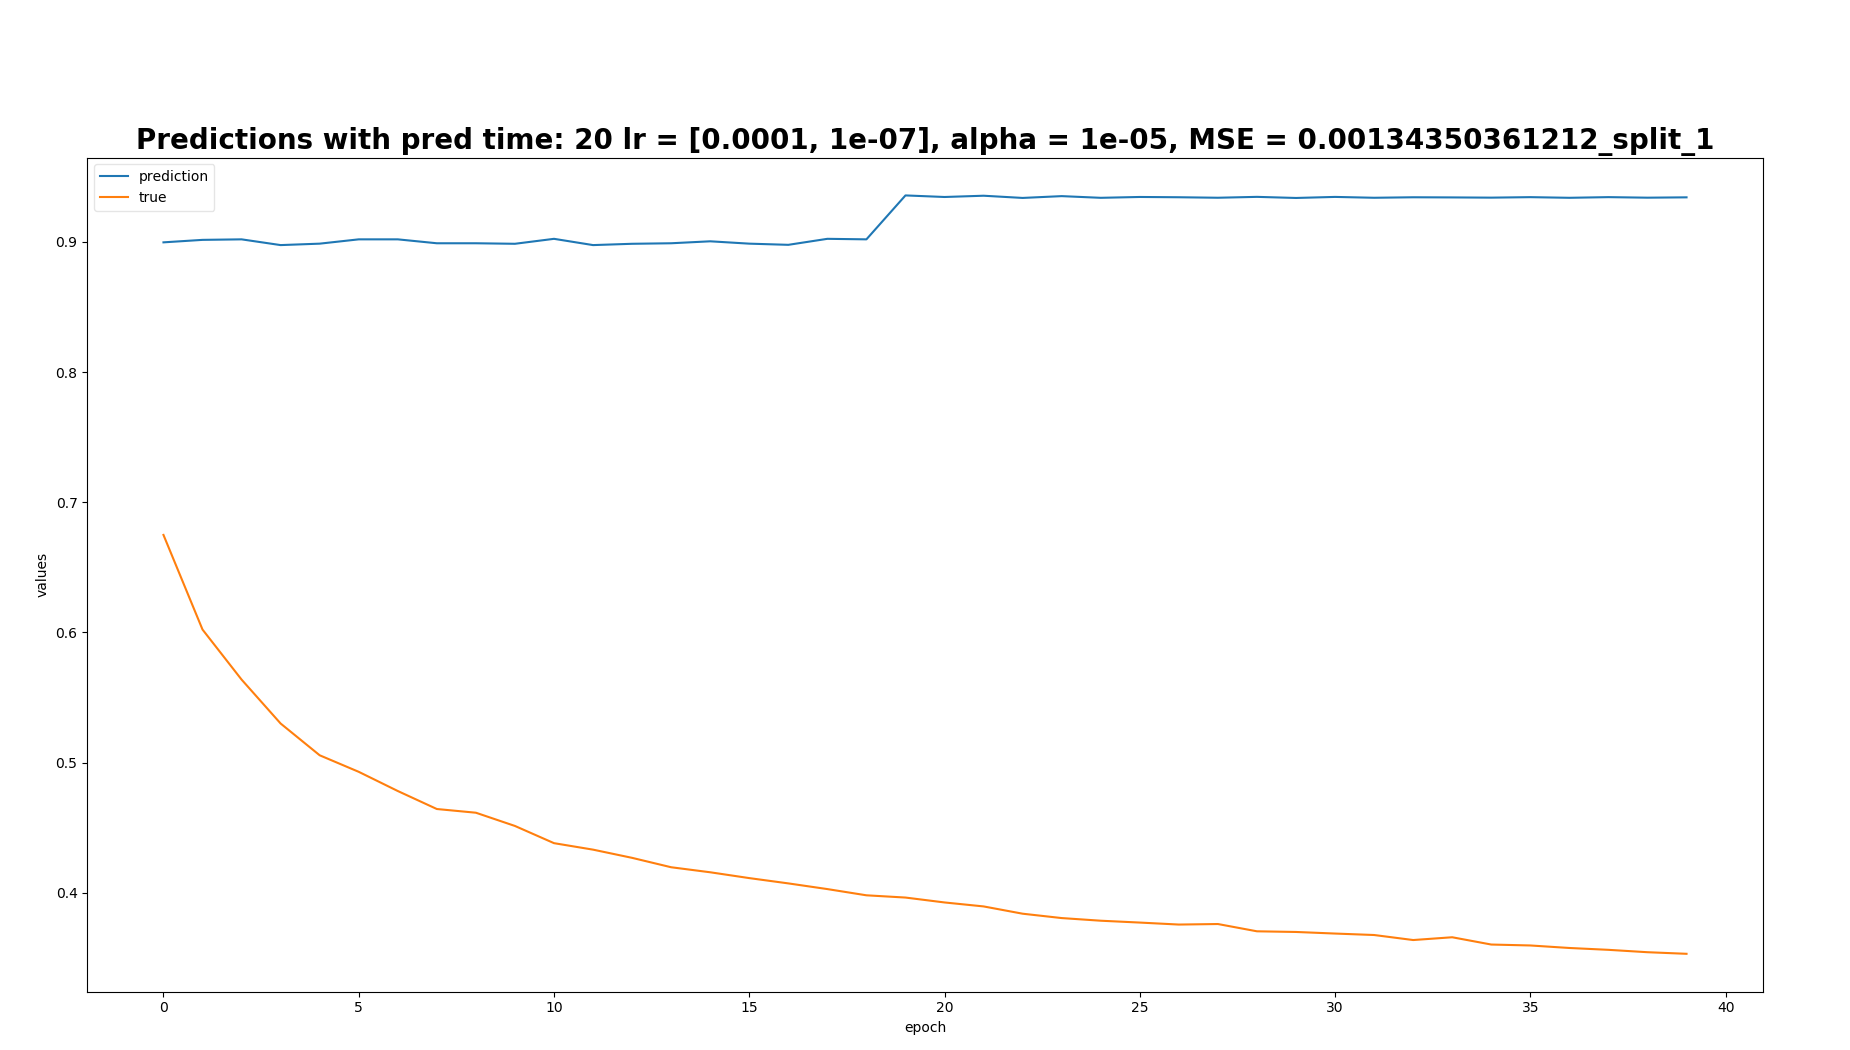 Predictions with pred time: 20 lr = [0.0001, 1e-07], alpha = 1e-05, MSE = 0.00134350361212_split_1
prediction
true
0.9
0.8
0.7
0.6
0.5
0.4
values
0 5 10 15 20 25 30 35 40
epoch